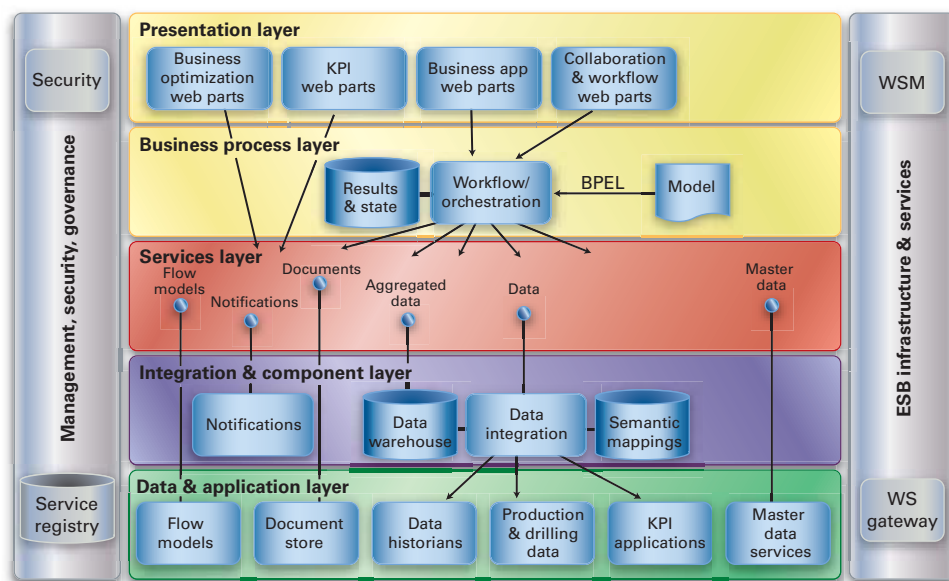 Presentation layer
Security
Business
optimization
web parts
KPI
web parts
Business app
web parts
Collaboration
& workflow
web parts
WSM
Business process layer
Results
& state
Workflow/
orchestration
BPEL
Model
Management, security, governance
ESB infrastructure & services
Services layer
Flow
models
Notifications
Documents
Aggregated
data
Data
Master
data
Integration & component layer
Notifications
Data
warehouse
Data
integration
Semantic
mappings
Data & application layer
Service
registry
Flow
models
Document
store
Data
historians
Production
& drilling
data
KPI
applications
Master
data
services
WS
gateway